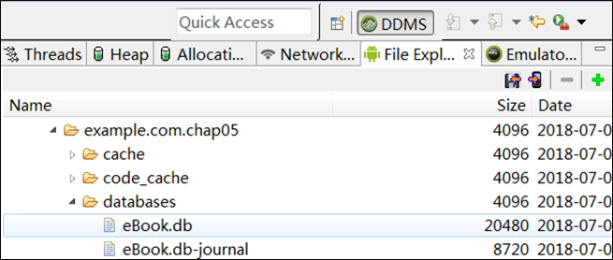 Quick Access DDMS
Threads Heap Allocati... Network... File Expl... Emulato...
Name Size Date
example.com.chap05 4096 2018-07-0
cache 4096 2018-07-0
code_cache 4096 2018-07-0
databases 4096 2018-07-0
eBook.db 20480 2018-07-0
eBook.db-journal 8720 2018-07-0